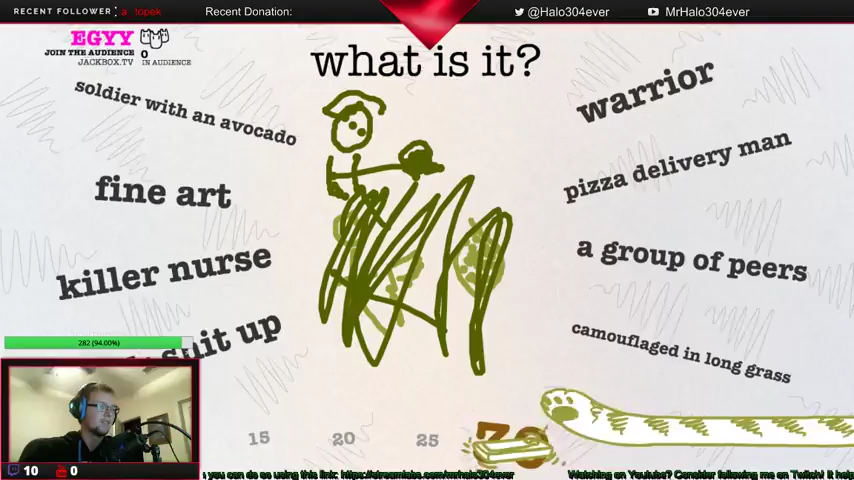 RECENT FOLLOWER
Recent Donation:
@Halo304ever
MrHalo304ever
EGYY
JOIN THE AUDIENCE
JACKBOX.TV
0
IN AUDIENCE
what is it?
soldier with an avocado
fine art
killer nurse
suit up
warrior
pizza delivery man
a group of peers
camouflaged in long grass
282 (94.00%)
15
20
25
10
0
you can do so using this link: https://streamlabs.com/mrhalo304ever
Watching on Youtube? Consider following me on Twitch! It